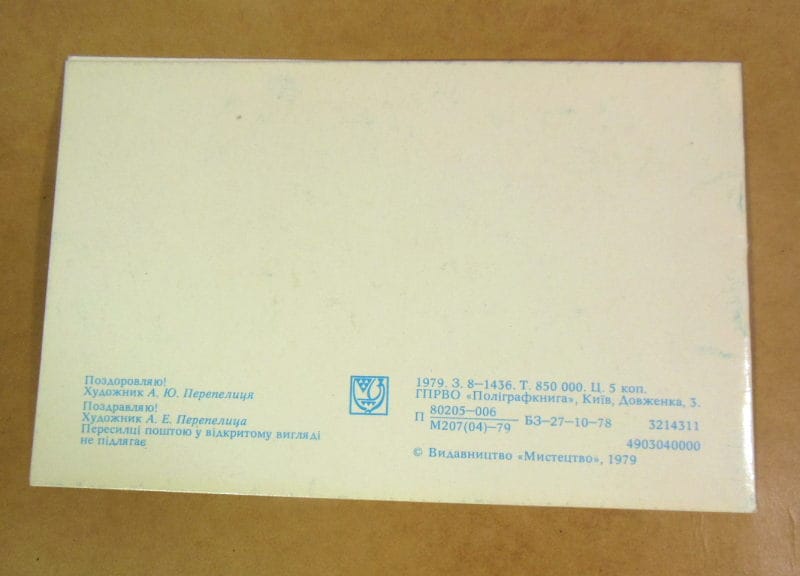 Поздоровляю!
Художник А. Ю. Перепелиця
Поздравляю!
Художник А. Е. Перепелица
Пересилці поштою у відкритому вигляді
не підлягає
1979. З. 8—1436. Т. 850 000. Ц. 5 коп.
ГПРВО «Поліграфкнига», Київ, Довженка, 3.
П 80205—006 / М207(04)—79 БЗ—27—10—78 3214311
4903040000
© Видавництво «Мистецтво», 1979